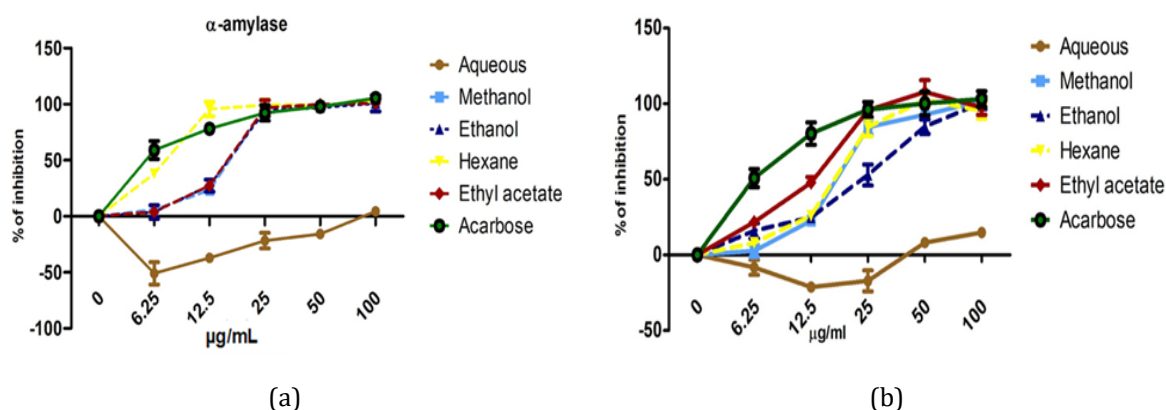 α-amylase
% of inhibition
150
100
50
0
-50
-100
0
6.25
12.5
25
50
100
µg/mL
Aqueous
Methanol
Ethanol
Hexane
Ethyl acetate
Acarbose
(a)
% of inhibition
150
100
50
0
-50
0
6.25
12.5
25
50
100
µg/ml
Aqueous
Methanol
Ethanol
Hexane
Ethyl acetate
Acarbose
(b)